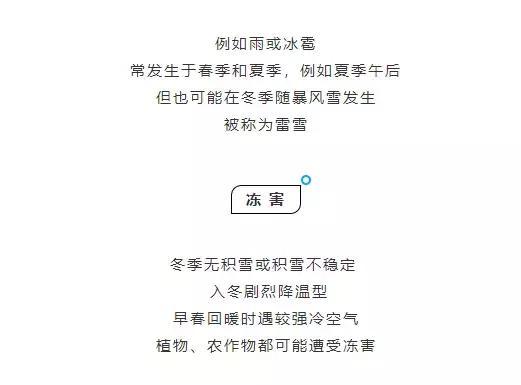 例如雨或冰雹
常发生于春季和夏季，例如夏季午后
但也可能在冬季随暴风雪发生
被称为雷雪
冻害
冬季无积雪或积雪不稳定
入冬剧烈降温型
早春回暖时遇较强冷空气
植物、农作物都可能遭受冻害